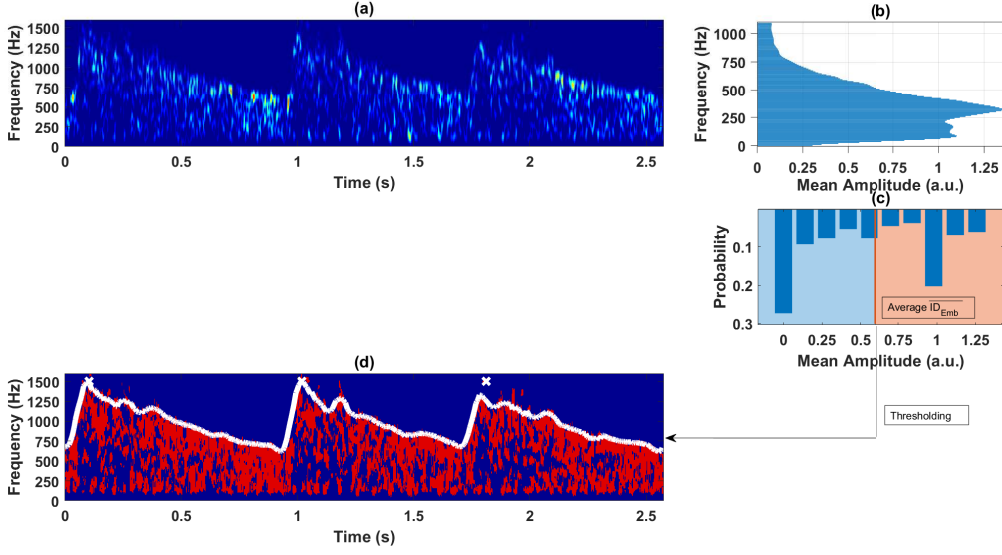 (a)
Frequency (Hz)
1500
1250
1000
750
500
250
0
0 0.5 1 1.5 2 2.5
Time (s)
(b)
Frequency (Hz)
1000
750
500
250
0
0 0.25 0.5 0.75 1 1.25
Mean Amplitude (a.u.)
(c)
Probability
0.1
0.2
0.3
Average ID_Emb
0 0.25 0.5 0.75 1 1.25
Mean Amplitude (a.u.)
Thresholding
(d)
Frequency (Hz)
1500
1250
1000
750
500
250
0
0 0.5 1 1.5 2 2.5
Time (s)